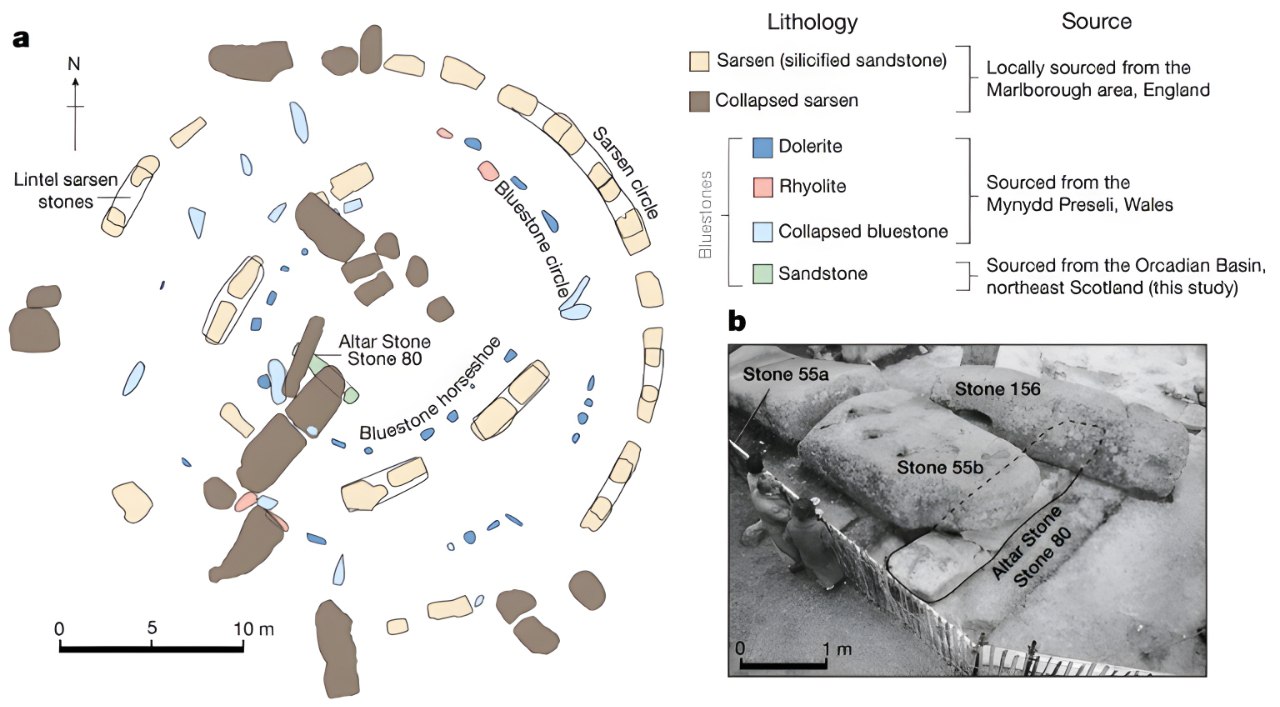 a
N
Lintel sarsen
stones
Sarsen circle
Bluestone circle
Altar Stone
Stone 80
Bluestone horseshoe
0 5 10 m
Lithology
Source
Sarsen (silicified sandstone)
Collapsed sarsen
Locally sourced from the
Marlborough area, England
Bluestones
Dolerite
Rhyolite
Collapsed bluestone
Sandstone
Sourced from the
Mynydd Preseli, Wales
Sourced from the Orcadian Basin,
northeast Scotland (this study)
b
Stone 55a
Stone 156
Stone 55b
Altar Stone
Stone 80
0 1 m